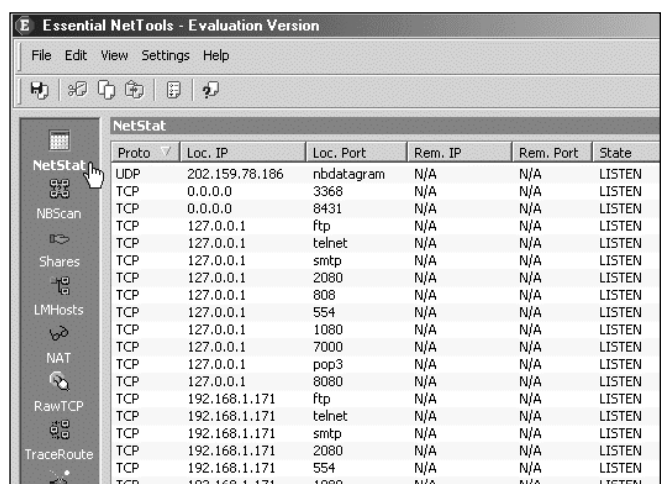 Essential NetTools - Evaluation Version
File Edit View Settings Help
NetStat
Proto Loc. IP Loc. Port Rem. IP Rem. Port State
UDP 202.159.78.186 nbdatagram N/A N/A LISTEN
TCP 0.0.0.0 3368 N/A N/A LISTEN
TCP 0.0.0.0 8431 N/A N/A LISTEN
TCP 127.0.0.1 ftp N/A N/A LISTEN
TCP 127.0.0.1 telnet N/A N/A LISTEN
TCP 127.0.0.1 smtp N/A N/A LISTEN
TCP 127.0.0.1 2080 N/A N/A LISTEN
TCP 127.0.0.1 808 N/A N/A LISTEN
TCP 127.0.0.1 554 N/A N/A LISTEN
TCP 127.0.0.1 1080 N/A N/A LISTEN
TCP 127.0.0.1 7000 N/A N/A LISTEN
TCP 127.0.0.1 pop3 N/A N/A LISTEN
TCP 127.0.0.1 8080 N/A N/A LISTEN
TCP 192.168.1.171 ftp N/A N/A LISTEN
TCP 192.168.1.171 telnet N/A N/A LISTEN
TCP 192.168.1.171 smtp N/A N/A LISTEN
TCP 192.168.1.171 2080 N/A N/A LISTEN
TCP 192.168.1.171 554 N/A N/A LISTEN
TCP 192.168.1.171 1080 N/A N/A LISTEN
NetStat
NBScan
Shares
LMHosts
NAT
RawTCP
TraceRoute